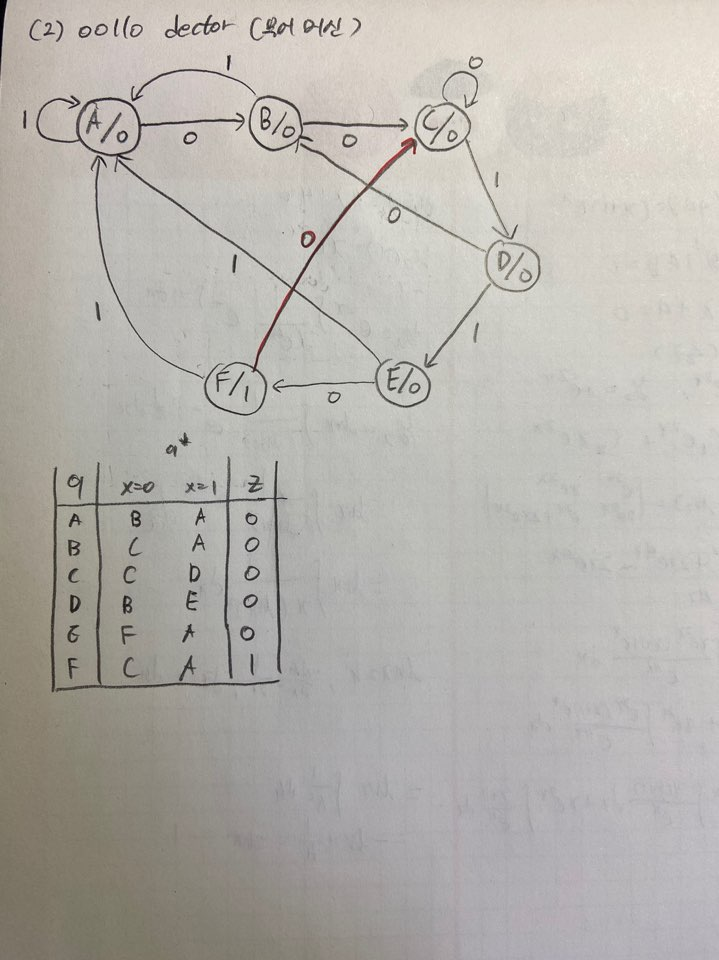 (2) 00110 dector (무어 머신)
1
0
1
A/0
B/0
C/0
0
0
1
0
0
D/0
1
1
1
F/1
E/0
0
q*
q x=0 x=1 z
A B A 0
B C A 0
C C D 0
D B E 0
E F A 0
F C A 1